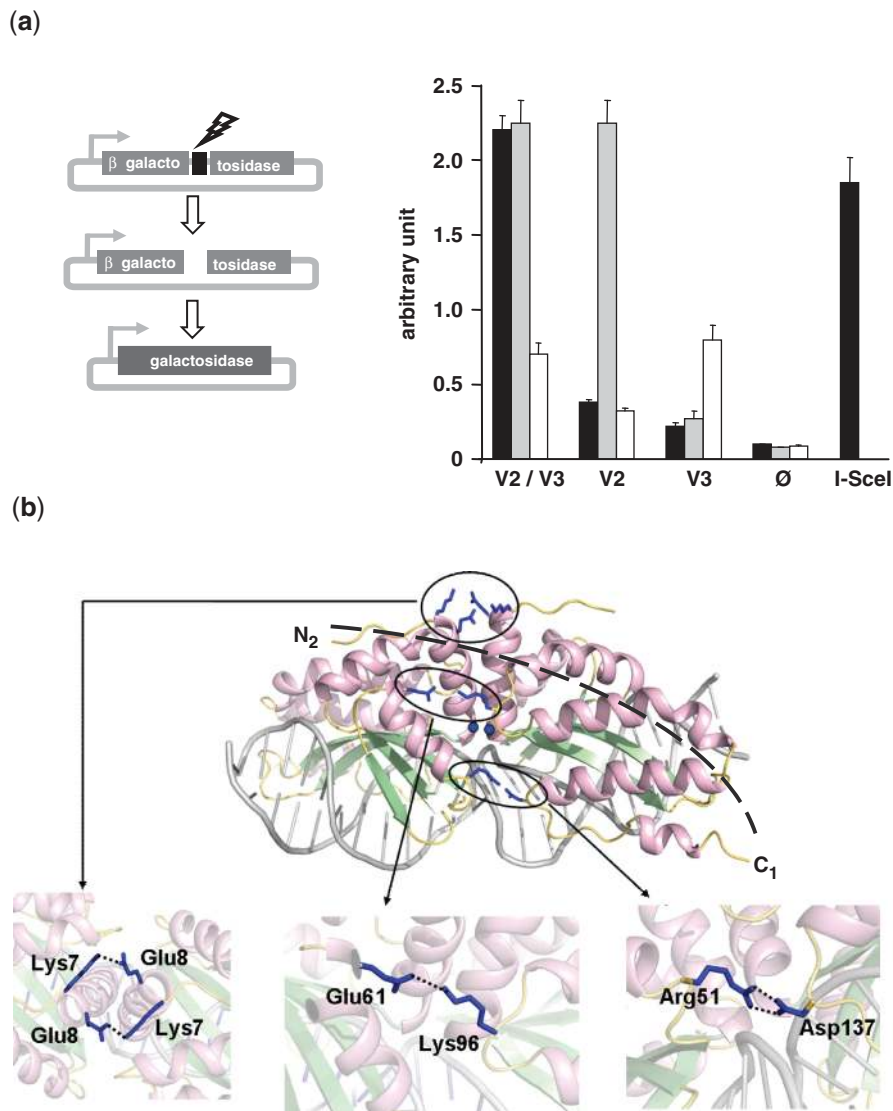 (a)
β galacto tosidase
β galacto tosidase
galactosidase
arbitrary unit
2.5
2.0
1.5
1.0
0.5
0
V2 / V3 V2 V3 Ø I-SceI
(b)
N2
C1
Lys7 Glu8
Glu8 Lys7
Glu61
Lys96
Arg51
Asp137